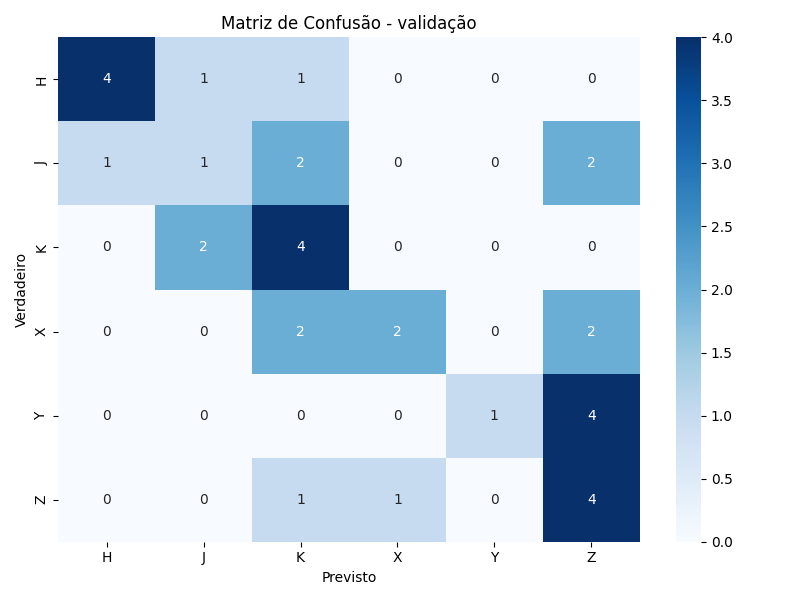 Matriz de Confusão - validação
Verdadeiro
H 4 1 1 0 0 0
J 1 1 2 0 0 2
K 0 2 4 0 0 0
X 0 0 2 2 0 2
Y 0 0 0 0 1 4
Z 0 0 1 1 0 4
H J K X Y Z
Previsto
4.0
3.5
3.0
2.5
2.0
1.5
1.0
0.5
0.0